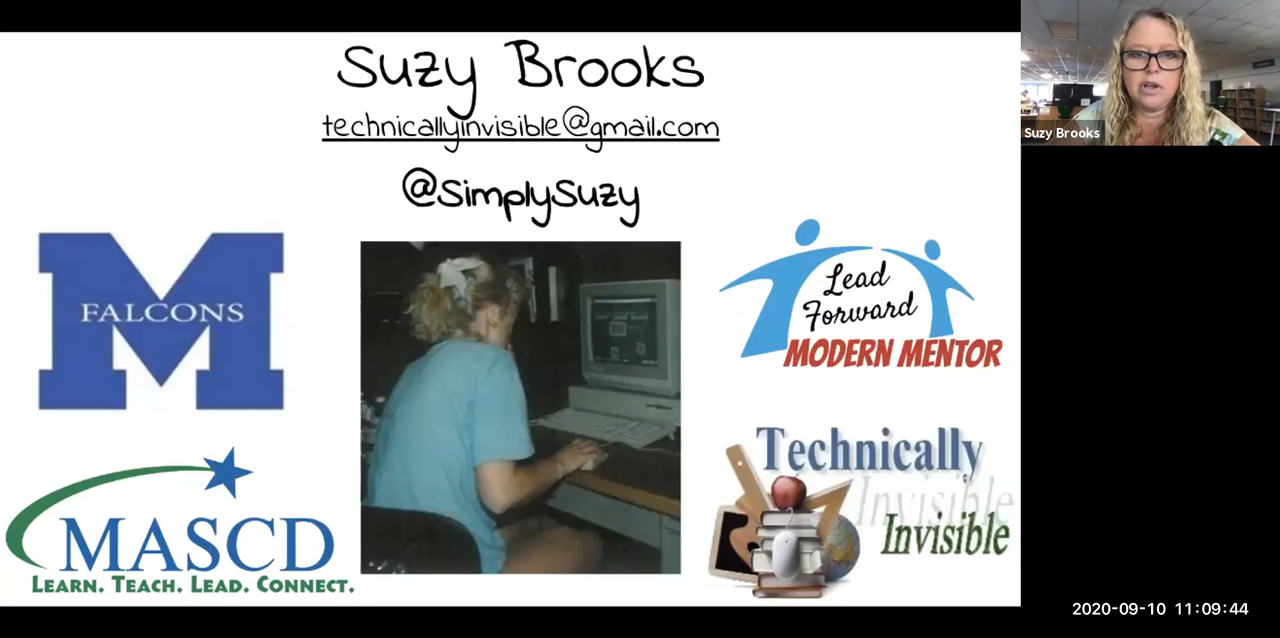 Suzy Brooks
technicallyinvisible@gmail.com
@SimplySuzy
FALCONS
Lead
Forward
MODERN MENTOR
MASCD
LEARN. TEACH. LEAD. CONNECT.
Technically
Invisible
Invisible
Suzy Brooks
2020-09-10 11:09:44